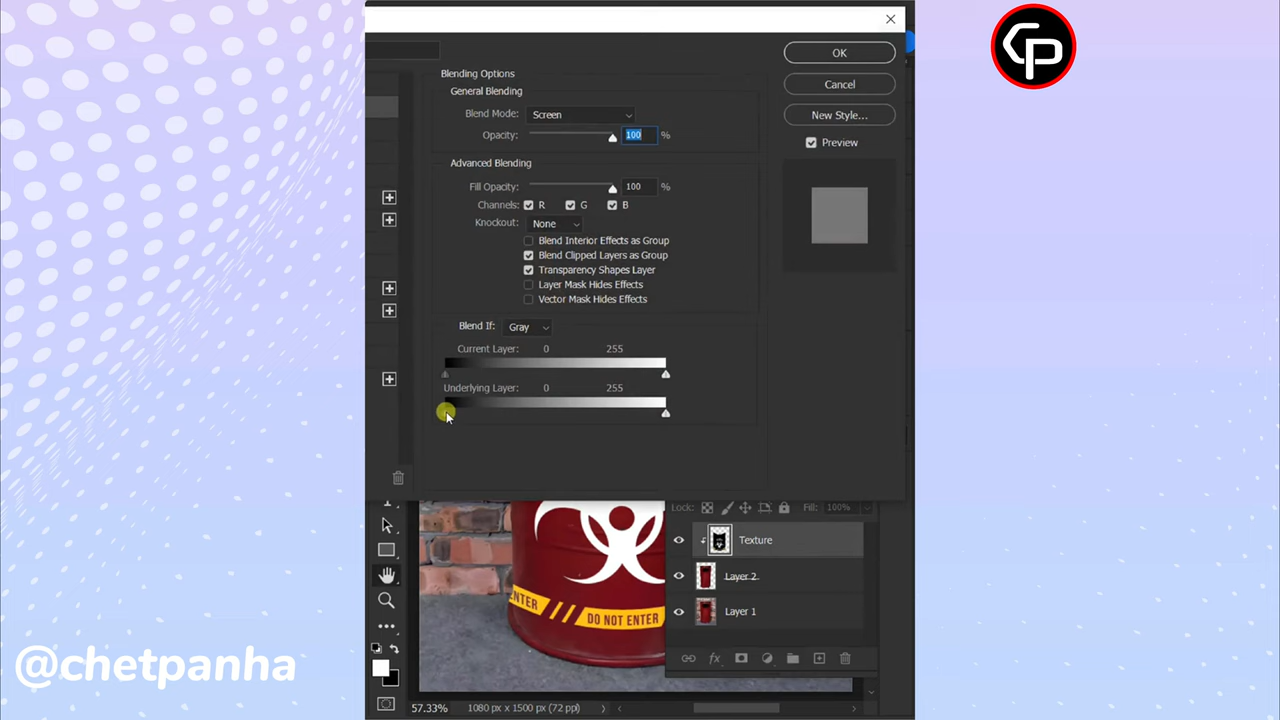 CP
OK
Blending Options
General Blending
Cancel
Blend Mode: Screen
New Style...
Opacity: 100 %
Preview
Advanced Blending
Fill Opacity: 100 %
Channels: R G B
Knockout: None
Blend Interior Effects as Group
Blend Clipped Layers as Group
Transparency Shapes Layer
Layer Mask Hides Effects
Vector Mask Hides Effects
Blend If: Gray
Current Layer: 0 255
Underlying Layer: 0 255
Lock: Fill: 100%
Texture
Layer 2
Layer 1
ENTER
DO NOT ENTER
fx
@chetpanha
57.33% 1080 px x 1500 px (72 ppi)